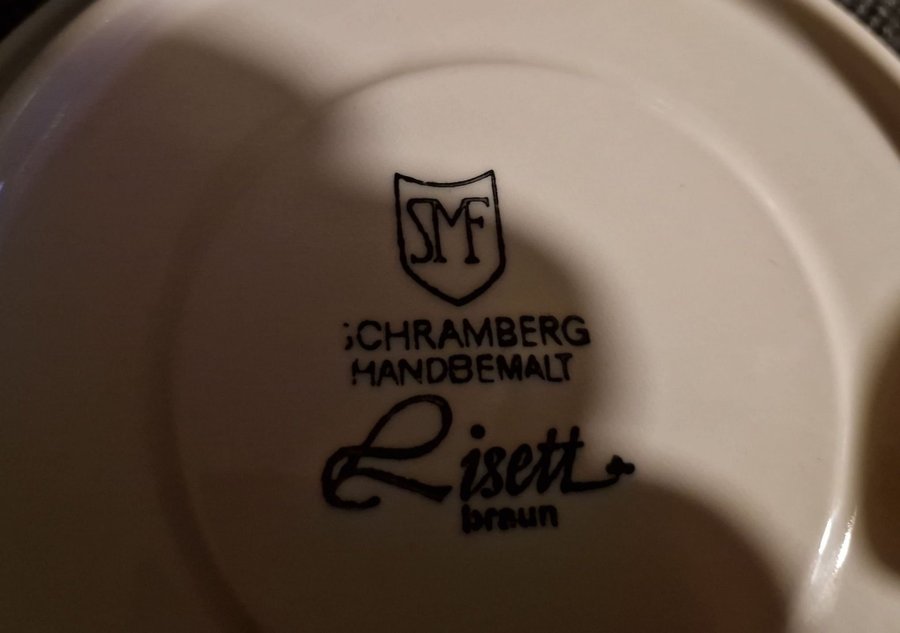 SMF
SCHRAMBERG
HANDBEMALT
Lisett
braun